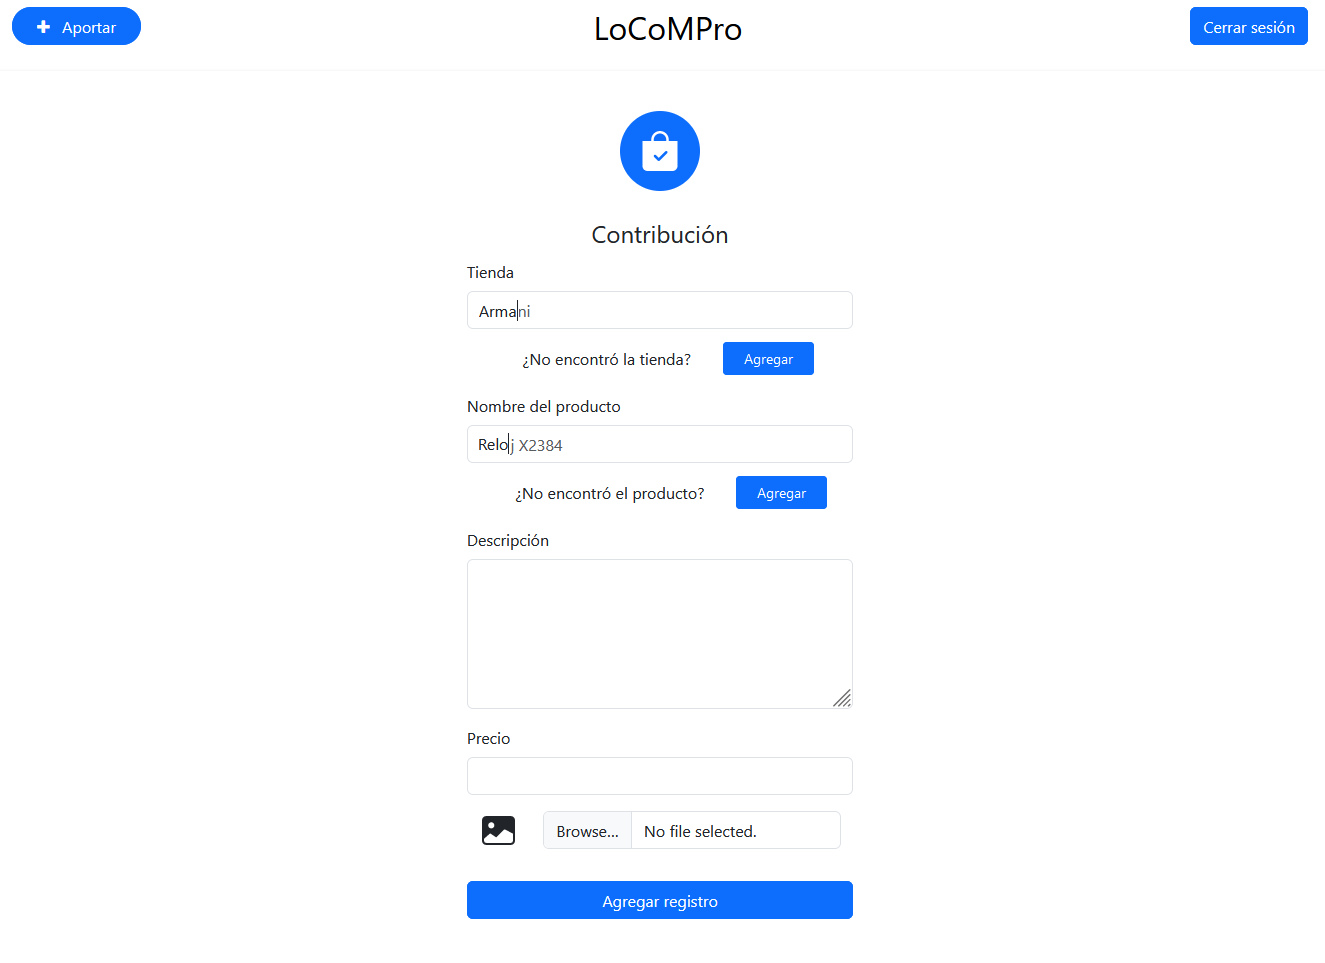 Aportar
LoCoMPro
Cerrar sesión
Contribución
Tienda
Armani
¿No encontró la tienda? Agregar
Nombre del producto
Reloj X2384
¿No encontró el producto? Agregar
Descripción
Precio
Browse... No file selected.
Agregar registro